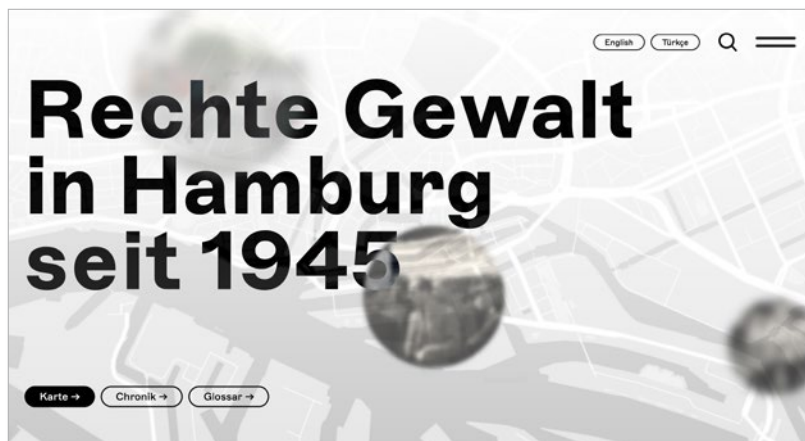 English
Türkçe
Rechte Gewalt
in Hamburg
seit 1945
Karte →
Chronik →
Glossar →